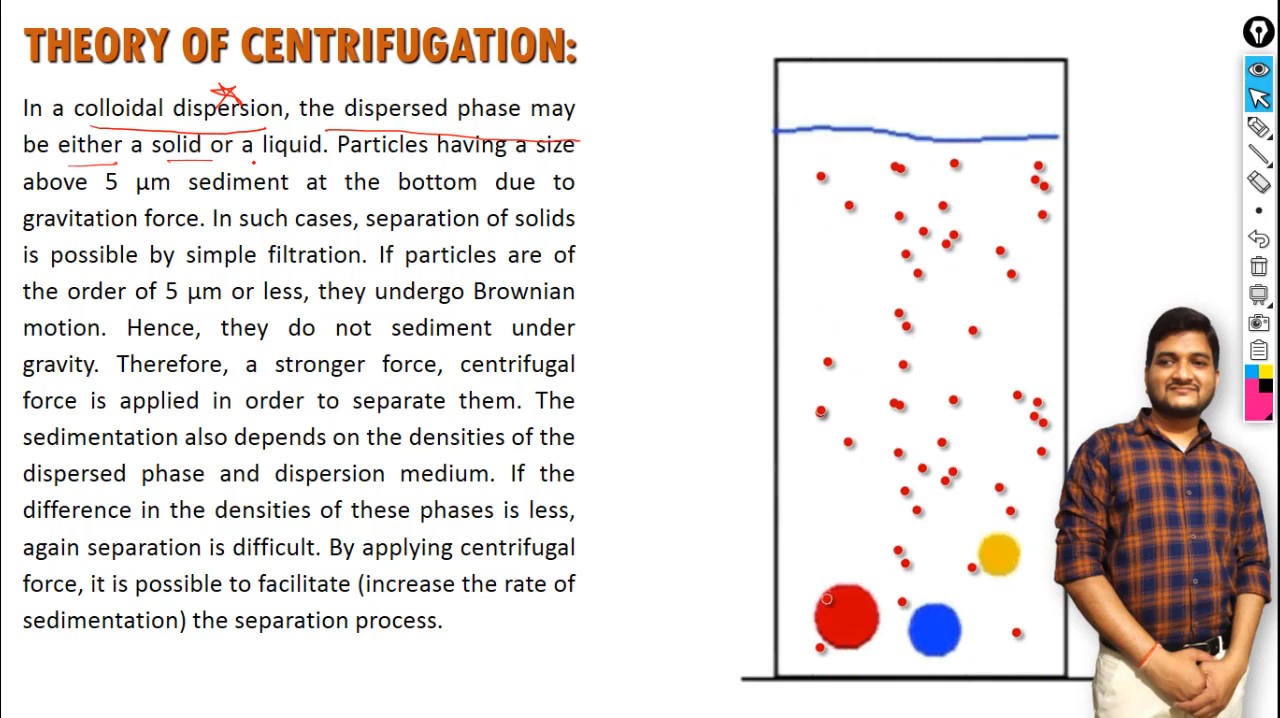 THEORY OF CENTRIFUGATION:
In a colloidal dispersion, the dispersed phase may
be either a solid or a liquid. Particles having a size
above 5 µm sediment at the bottom due to
gravitation force. In such cases, separation of solids
is possible by simple filtration. If particles are of
the order of 5 µm or less, they undergo Brownian
motion. Hence, they do not sediment under
gravity. Therefore, a stronger force, centrifugal
force is applied in order to separate them. The
sedimentation also depends on the densities of the
dispersed phase and dispersion medium. If the
difference in the densities of these phases is less,
again separation is difficult. By applying centrifugal
force, it is possible to facilitate (increase the rate of
sedimentation) the separation process.